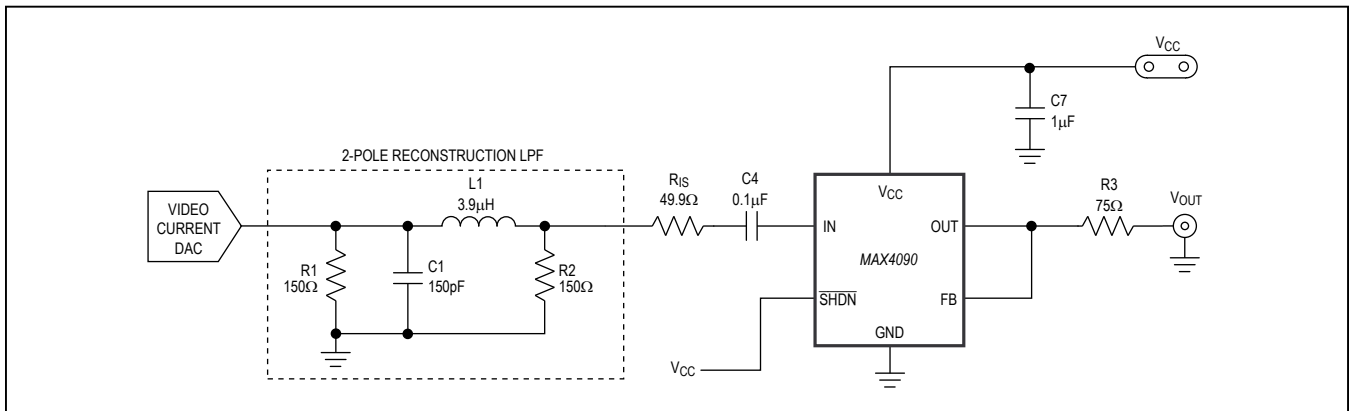 2-POLE RECONSTRUCTION LPF
VIDEO
CURRENT
DAC
R1
150Ω
C1
150pF
L1
3.9µH
R2
150Ω
RIS
49.9Ω
C4
0.1µF
VCC
C7
1µF
VCC
IN
OUT
MAX4090
SHDN
FB
GND
VCC
R3
75Ω
VOUT